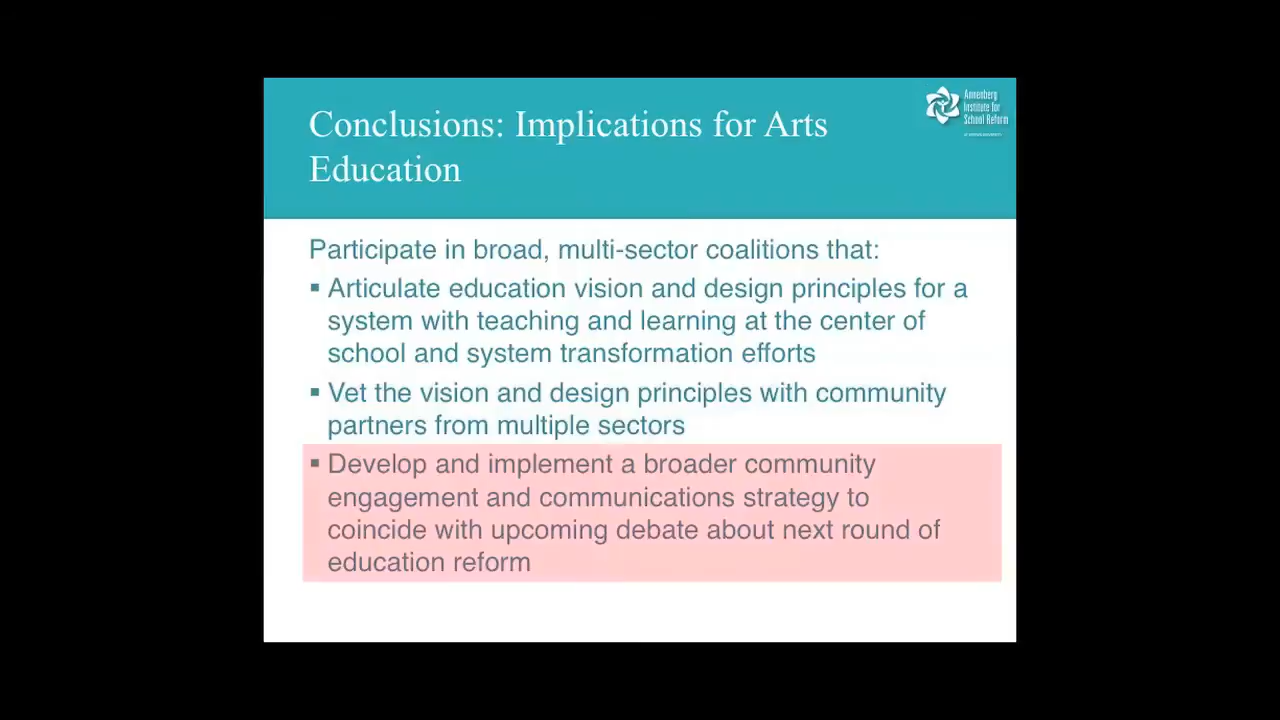 Conclusions: Implications for Arts
Education
Annenberg
Institute for
School Reform
Participate in broad, multi-sector coalitions that:
▪ Articulate education vision and design principles for a
system with teaching and learning at the center of
school and system transformation efforts
▪ Vet the vision and design principles with community
partners from multiple sectors
▪ Develop and implement a broader community
engagement and communications strategy to
coincide with upcoming debate about next round of
education reform